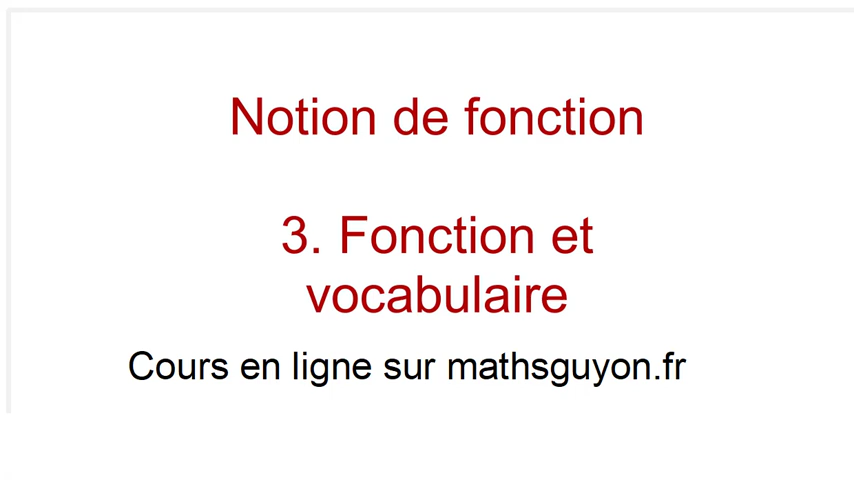 Notion de fonction
3. Fonction et
vocabulaire
Cours en ligne sur mathsguyon.fr